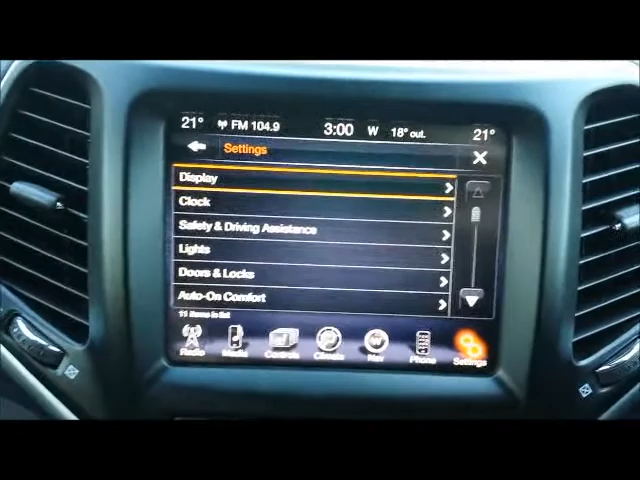 21° FM 104.9 3:00 W 18° out. 21°
Settings
Display
Clock
Safety & Driving Assistance
Lights
Doors & Locks
Auto-On Comfort
11 items in list
Radio Media Controls Climate Nav Phone Settings